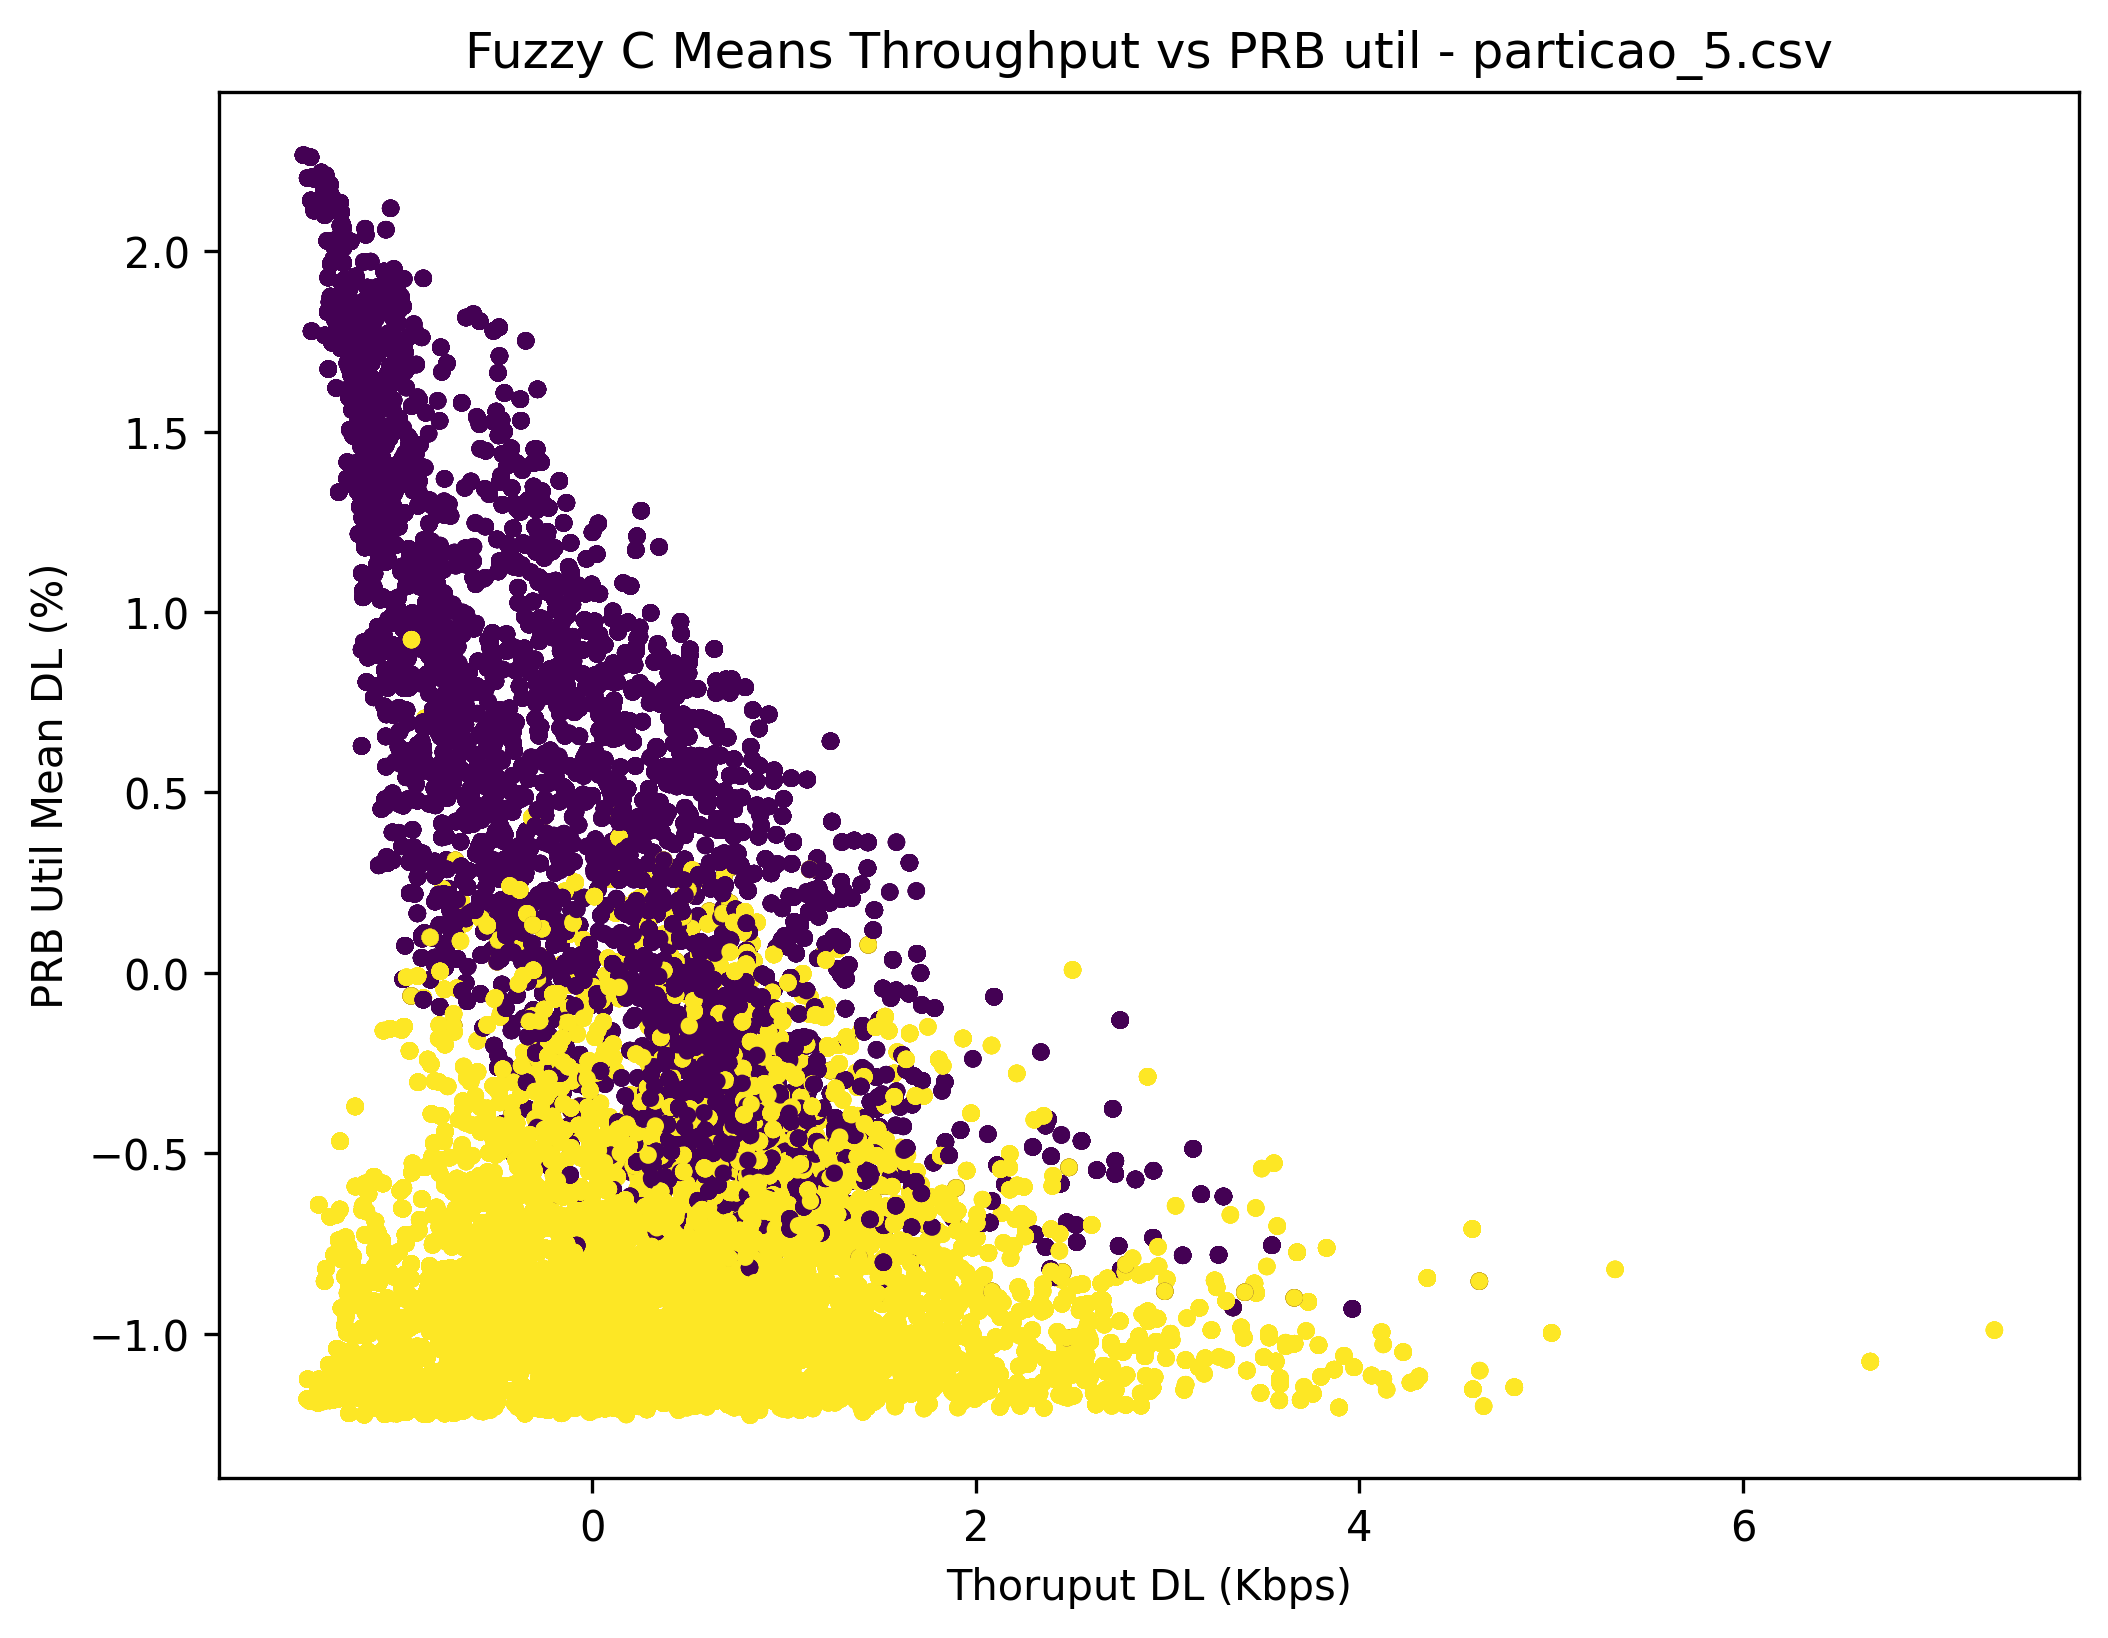 Fuzzy C Means Throughput vs PRB util - particao_5.csv
PRB Util Mean DL (%)
2.0
1.5
1.0
0.5
0.0
−0.5
−1.0
0 2 4 6
Thoruput DL (Kbps)